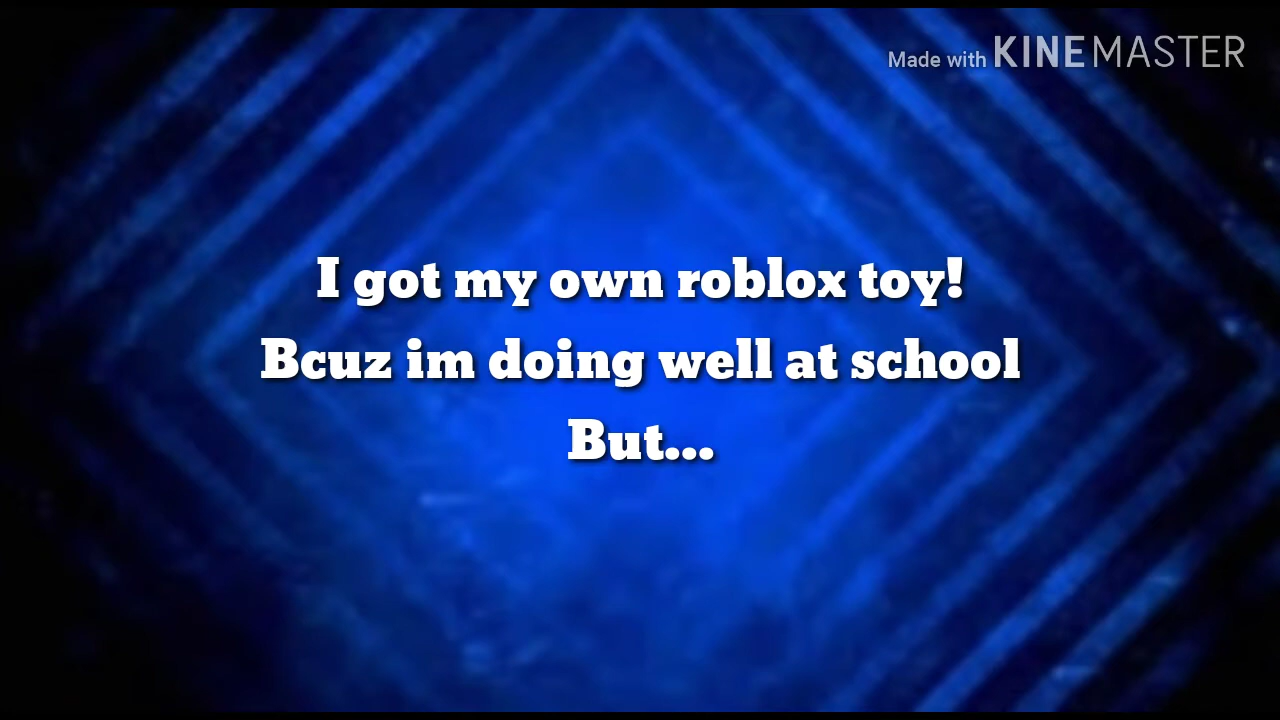 Made with KINEMASTER
I got my own roblox toy!
Bcuz im doing well at school
But...